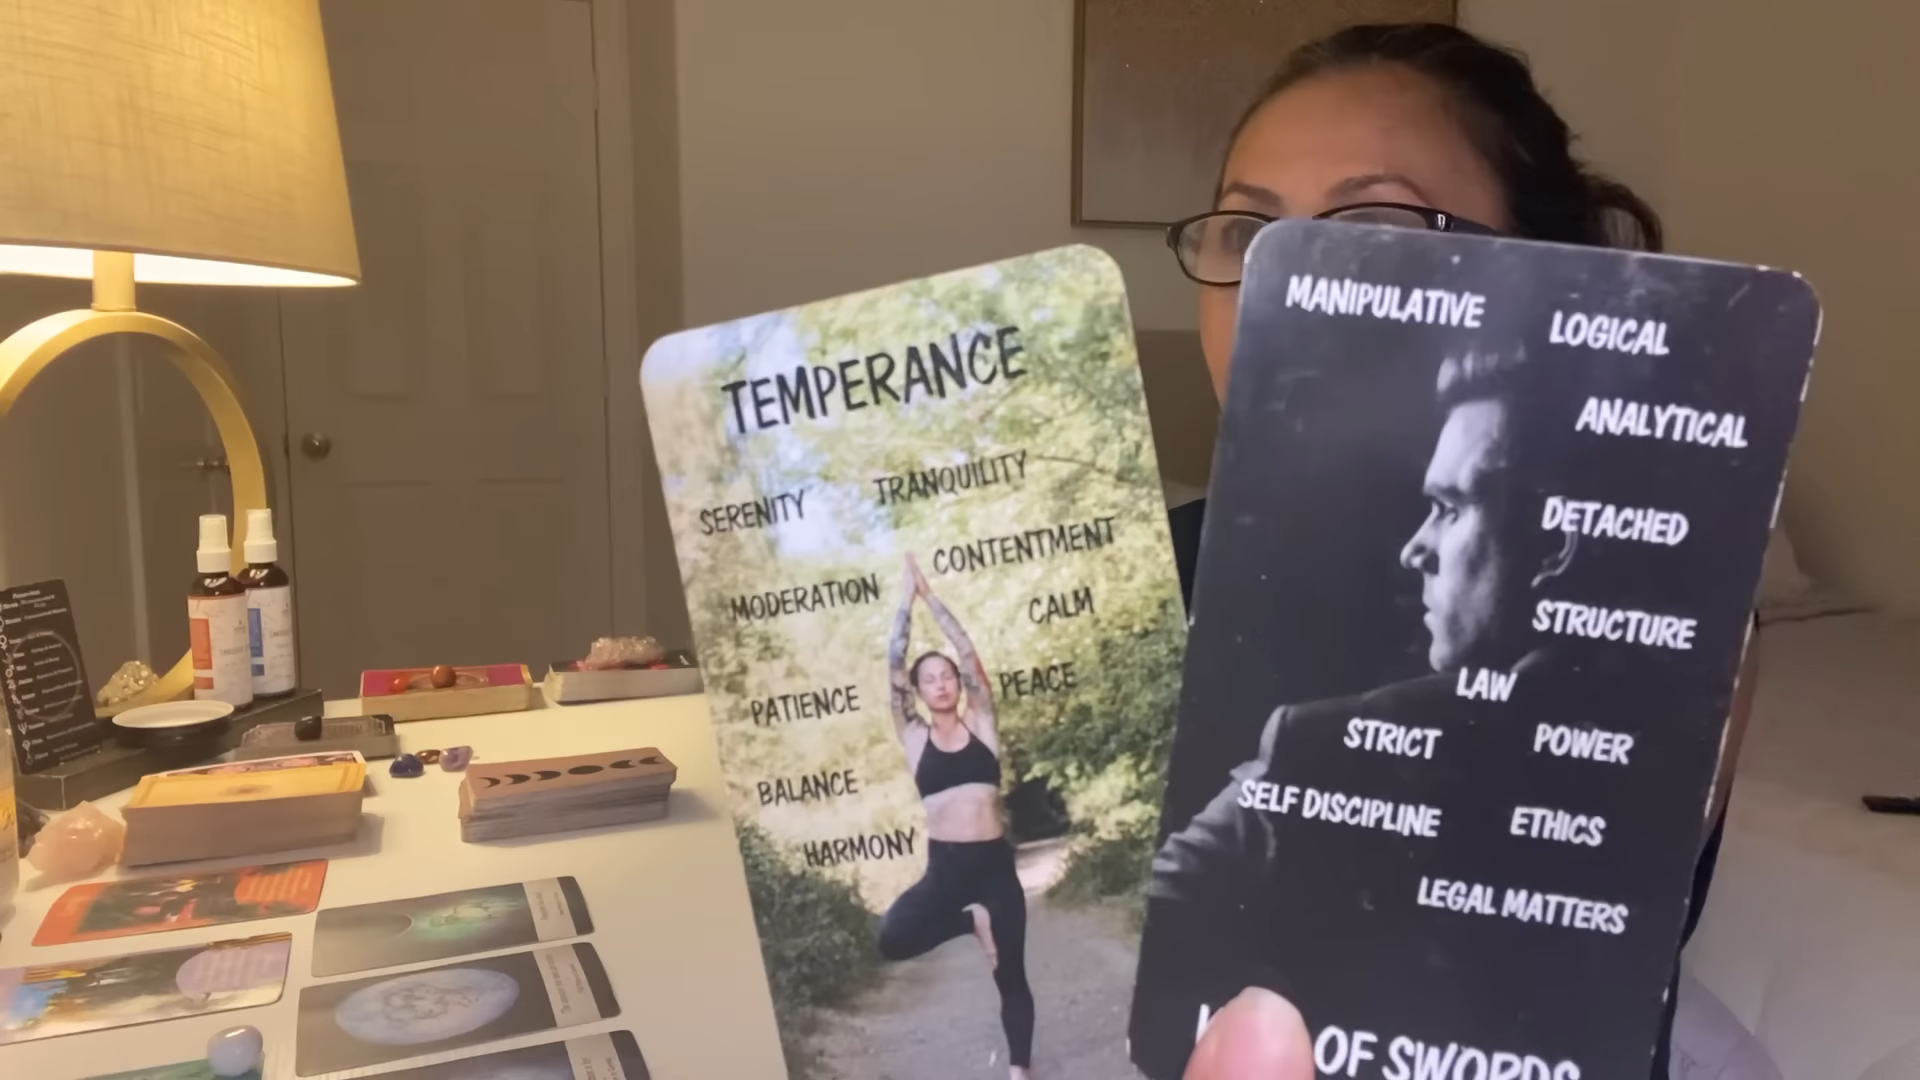 TEMPERANCE
SERENITY
TRANQUILITY
CONTENTMENT
MODERATION
CALM
PATIENCE
PEACE
BALANCE
HARMONY
MANIPULATIVE
LOGICAL
ANALYTICAL
DETACHED
STRUCTURE
LAW
STRICT
POWER
SELF DISCIPLINE
ETHICS
LEGAL MATTERS
OF SWORDS